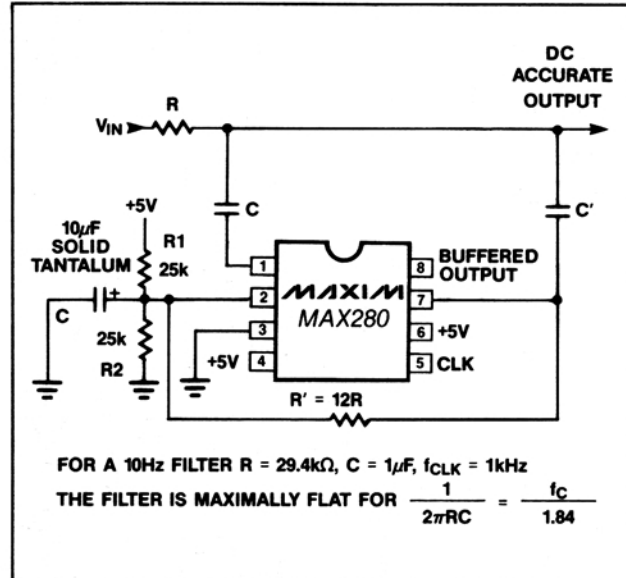 DC
ACCURATE
OUTPUT
R
VIN
C
C'
+5V
10μF
SOLID
TANTALUM
R1
25k
C
+
25k
R2
+5V
1
2
3
4
MAXIM
MAX280
8
7
6
5
BUFFERED
OUTPUT
+5V
CLK
R' = 12R
FOR A 10Hz FILTER R = 29.4kΩ, C = 1μF, fCLK = 1kHz
THE FILTER IS MAXIMALLY FLAT FOR 1/2πRC = fC/1.84